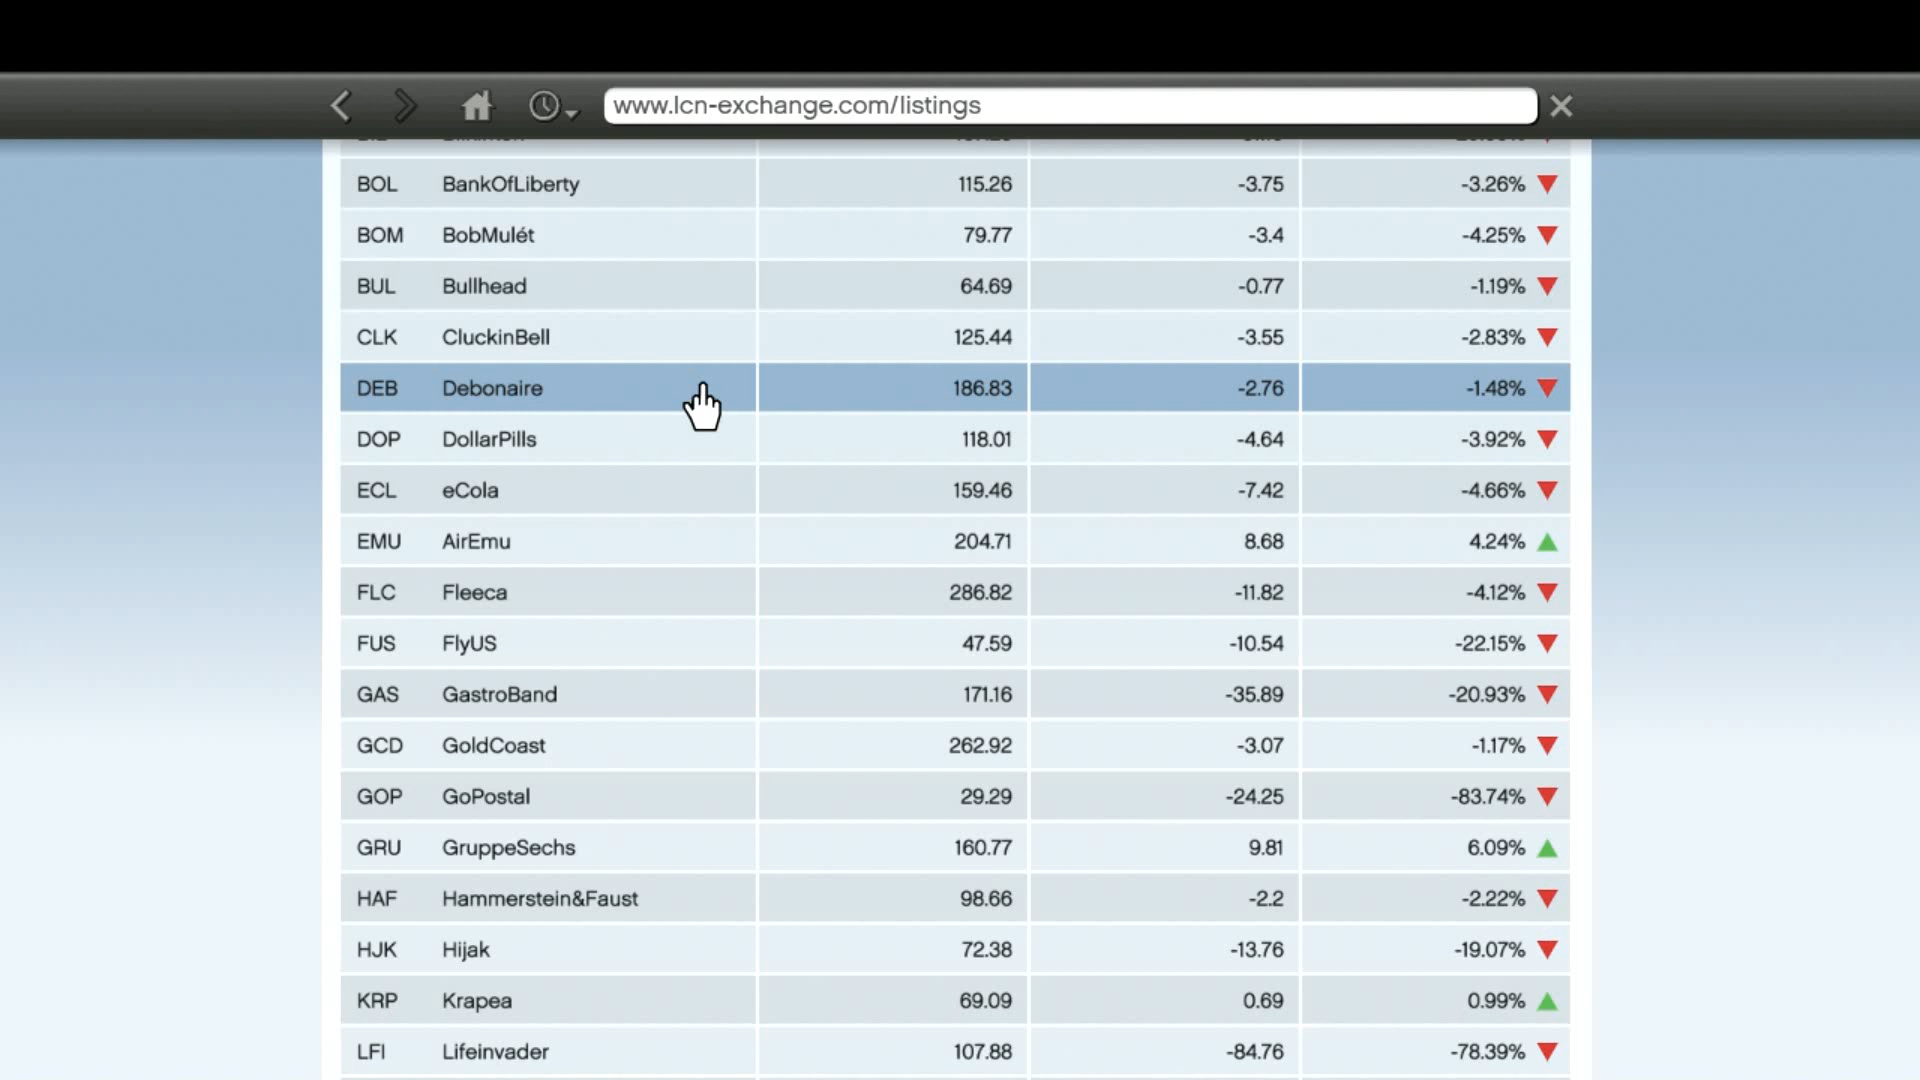 www.lcn-exchange.com/listings
BOL BankOfLiberty 115.26 -3.75 -3.26%
BOM BobMulét 79.77 -3.4 -4.25%
BUL Bullhead 64.69 -0.77 -1.19%
CLK CluckinBell 125.44 -3.55 -2.83%
DEB Debonaire 186.83 -2.76 -1.48%
DOP DollarPills 118.01 -4.64 -3.92%
ECL eCola 159.46 -7.42 -4.66%
EMU AirEmu 204.71 8.68 4.24%
FLC Fleeca 286.82 -11.82 -4.12%
FUS FlyUS 47.59 -10.54 -22.15%
GAS GastroBand 171.16 -35.89 -20.93%
GCD GoldCoast 262.92 -3.07 -1.17%
GOP GoPostal 29.29 -24.25 -83.74%
GRU GruppeSechs 160.77 9.81 6.09%
HAF Hammerstein&Faust 98.66 -2.2 -2.22%
HJK Hijak 72.38 -13.76 -19.07%
KRP Krapea 69.09 0.69 0.99%
LFI Lifeinvader 107.88 -84.76 -78.39%